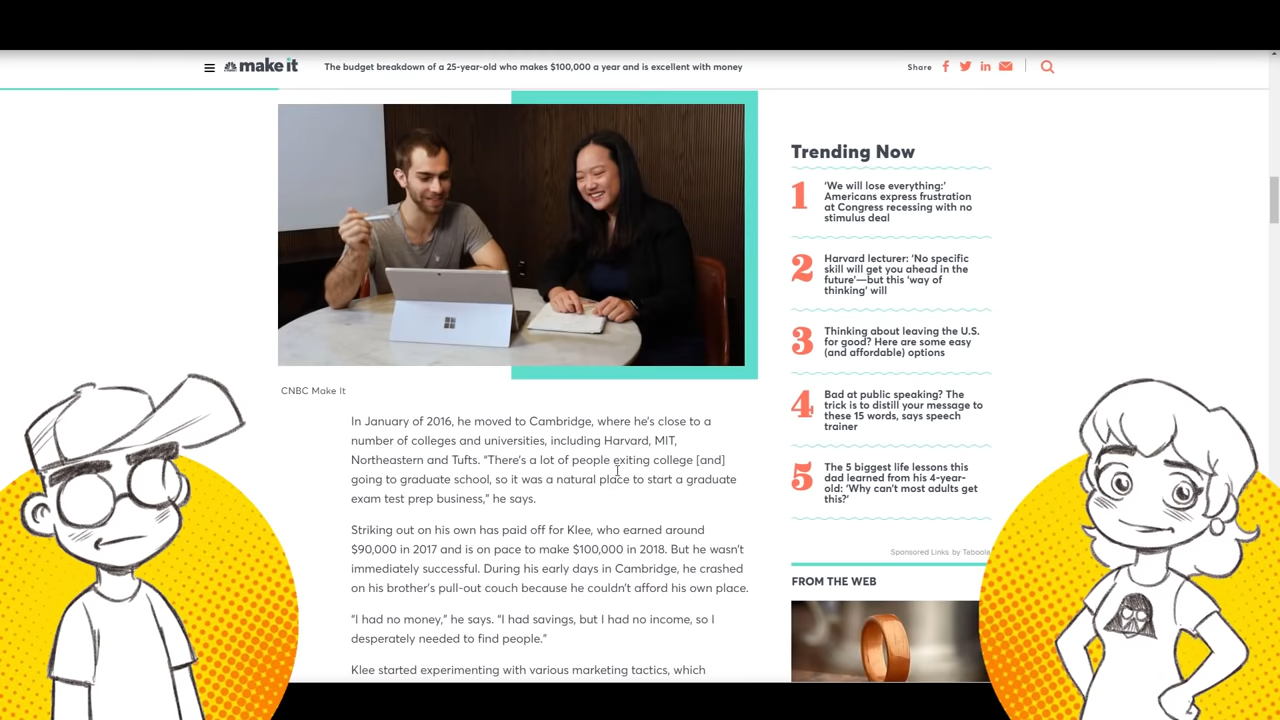 make it
The budget breakdown of a 25-year-old who makes $100,000 a year and is excellent with money
Share
CNBC Make It
In January of 2016, he moved to Cambridge, where he's close to a
number of colleges and universities, including Harvard, MIT,
Northeastern and Tufts. “There's a lot of people exiting college [and]
going to graduate school, so it was a natural place to start a graduate
exam test prep business,” he says.
Striking out on his own has paid off for Klee, who earned around
$90,000 in 2017 and is on pace to make $100,000 in 2018. But he wasn't
immediately successful. During his early days in Cambridge, he crashed
on his brother's pull-out couch because he couldn't afford his own place.
“I had no money,” he says. “I had savings, but I had no income, so I
desperately needed to find people.”
Klee started experimenting with various marketing tactics, which
Trending Now
1
‘We will lose everything:’
Americans express frustration
at Congress recessing with no
stimulus deal
2
Harvard lecturer: ‘No specific
skill will get you ahead in the
future’—but this ‘way of
thinking’ will
3
Thinking about leaving the U.S.
for good? Here are some easy
(and affordable) options
4
Bad at public speaking? The
trick is to distill your message to
these 15 words, says speech
trainer
5
The 5 biggest life lessons this
dad learned from his 4-year-
old: ‘Why can't most adults get
this?’
Sponsored Links by Taboola
FROM THE WEB